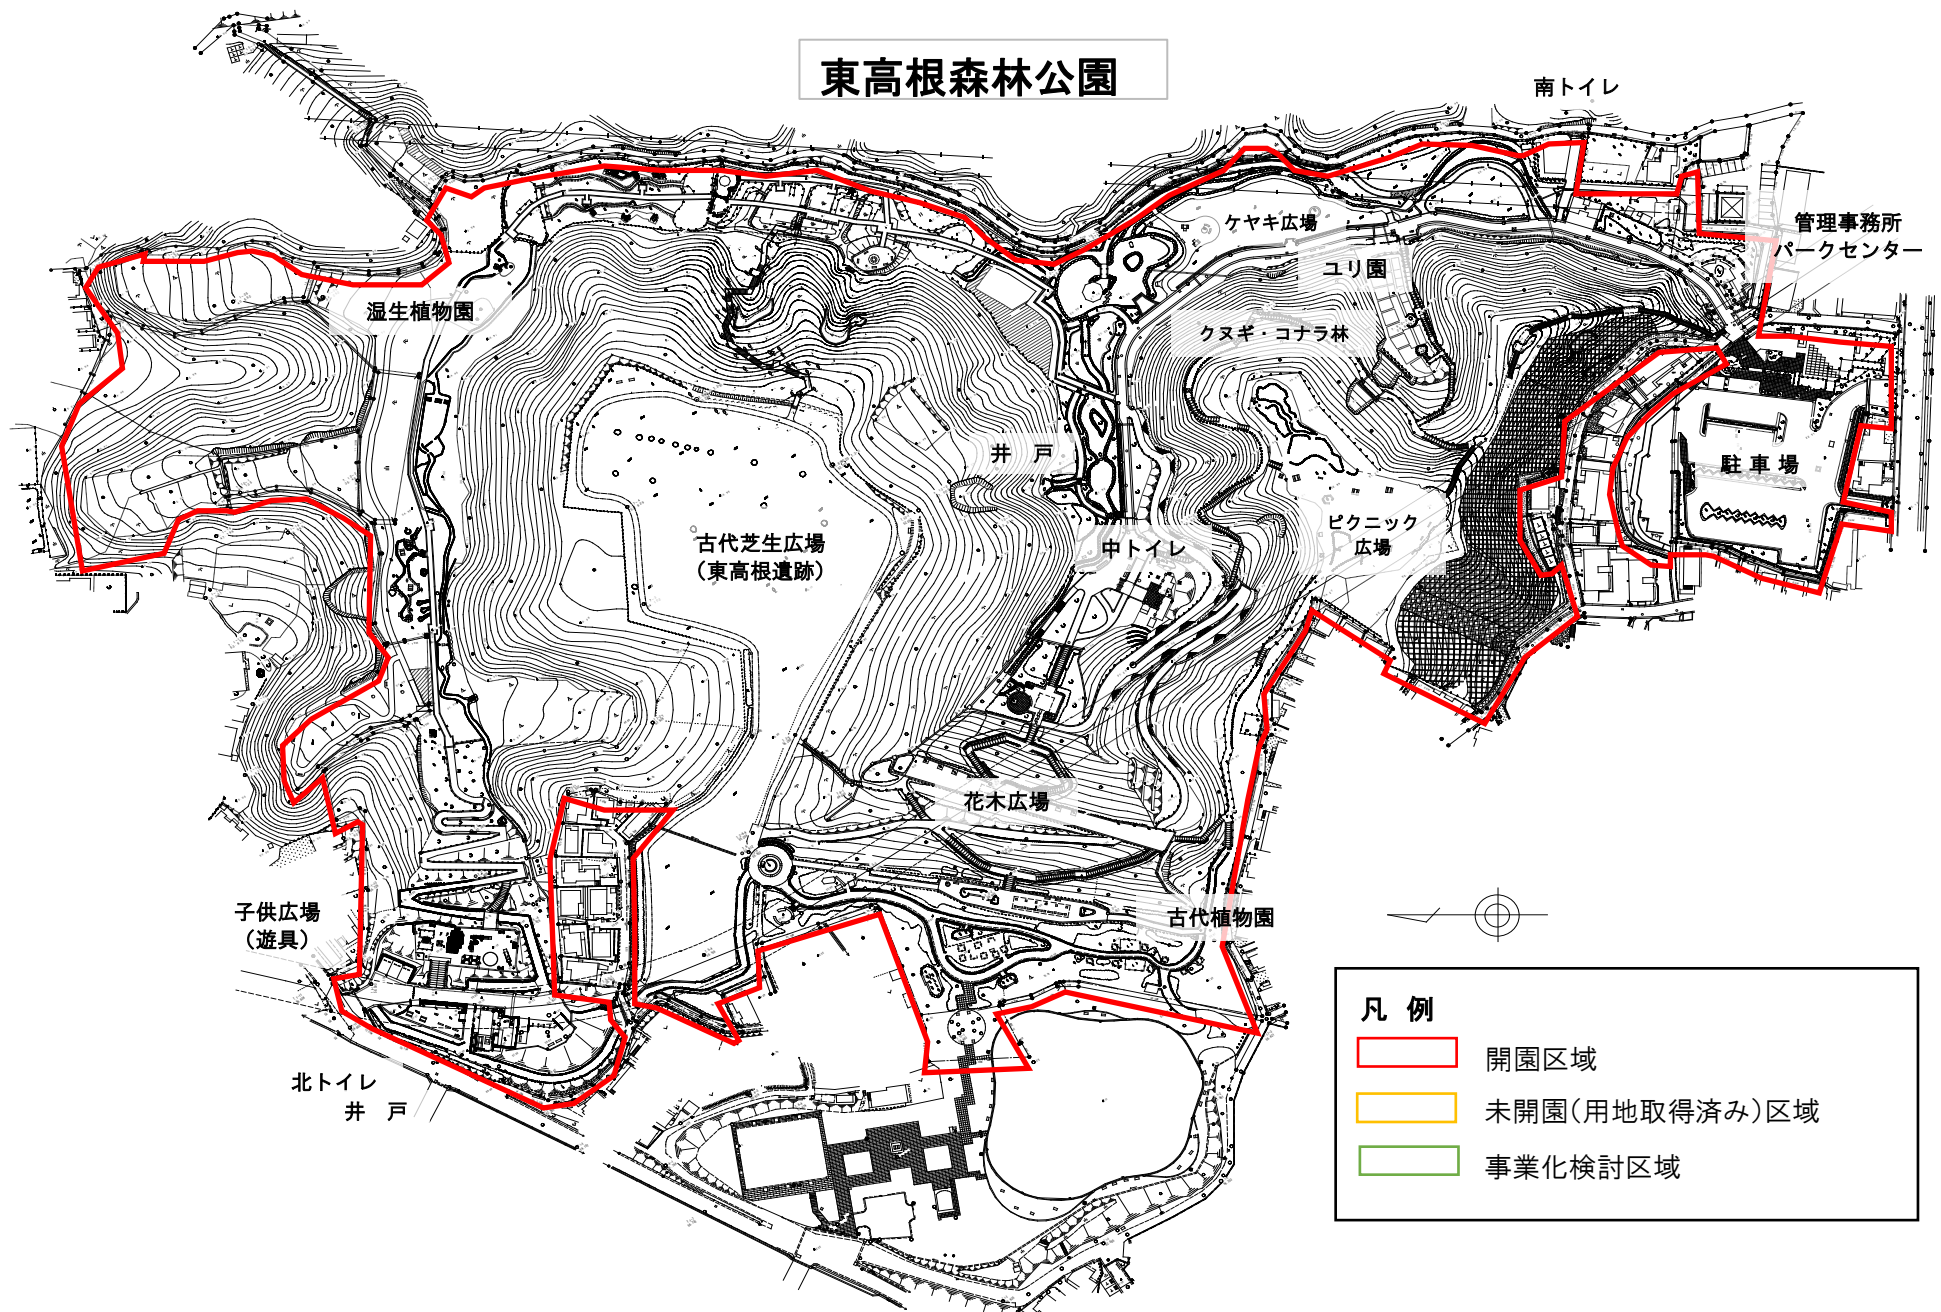 東高根森林公園
南トイレ
ケヤキ広場
管理事務所
パークセンター
ユリ園
湿生植物園
クヌギ・コナラ林
井　戸
駐 車 場
ピクニック
広場
古代芝生広場
（東高根遺跡）
中トイレ
花木広場
子供広場
（遊具）
古代植物園
北トイレ
井　戸
凡 例
開園区域
未開園（用地取得済み）区域
事業化検討区域